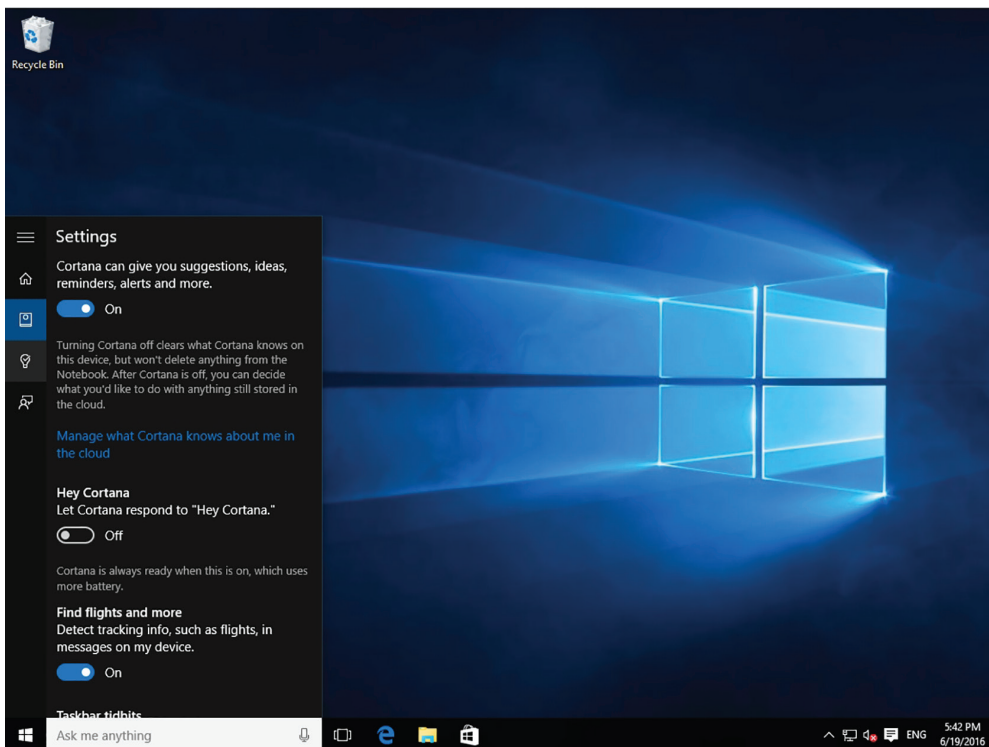 Recycle Bin
Settings
Cortana can give you suggestions, ideas,
reminders, alerts and more.
On
Turning Cortana off clears what Cortana knows on
this device, but won't delete anything from the
Notebook. After Cortana is off, you can decide
what you'd like to do with anything still stored in
the cloud.
Manage what Cortana knows about me in
the cloud
Hey Cortana
Let Cortana respond to "Hey Cortana."
Off
Cortana is always ready when this is on, which uses
more battery.
Find flights and more
Detect tracking info, such as flights, in
messages on my device.
On
Taskbar tidbits
Ask me anything
ENG
5:42 PM
6/19/2016